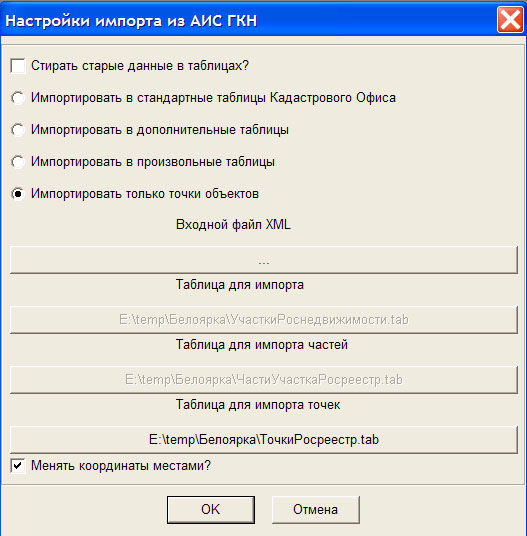 Настройки импорта из АИС ГКН
Стирать старые данные в таблицах?
Импортировать в стандартные таблицы Кадастрового Офиса
Импортировать в дополнительные таблицы
Импортировать в произвольные таблицы
Импортировать только точки объектов
Входной файл XML
...
Таблица для импорта
E:\temp\Белоярка\УчасткиРоснедвижимости.tab
Таблица для импорта частей
E:\temp\Белоярка\ЧастиУчасткаРосреестр.tab
Таблица для импорта точек
E:\temp\Белоярка\ТочкиРосреестр.tab
Менять координаты местами?
OK
Отмена